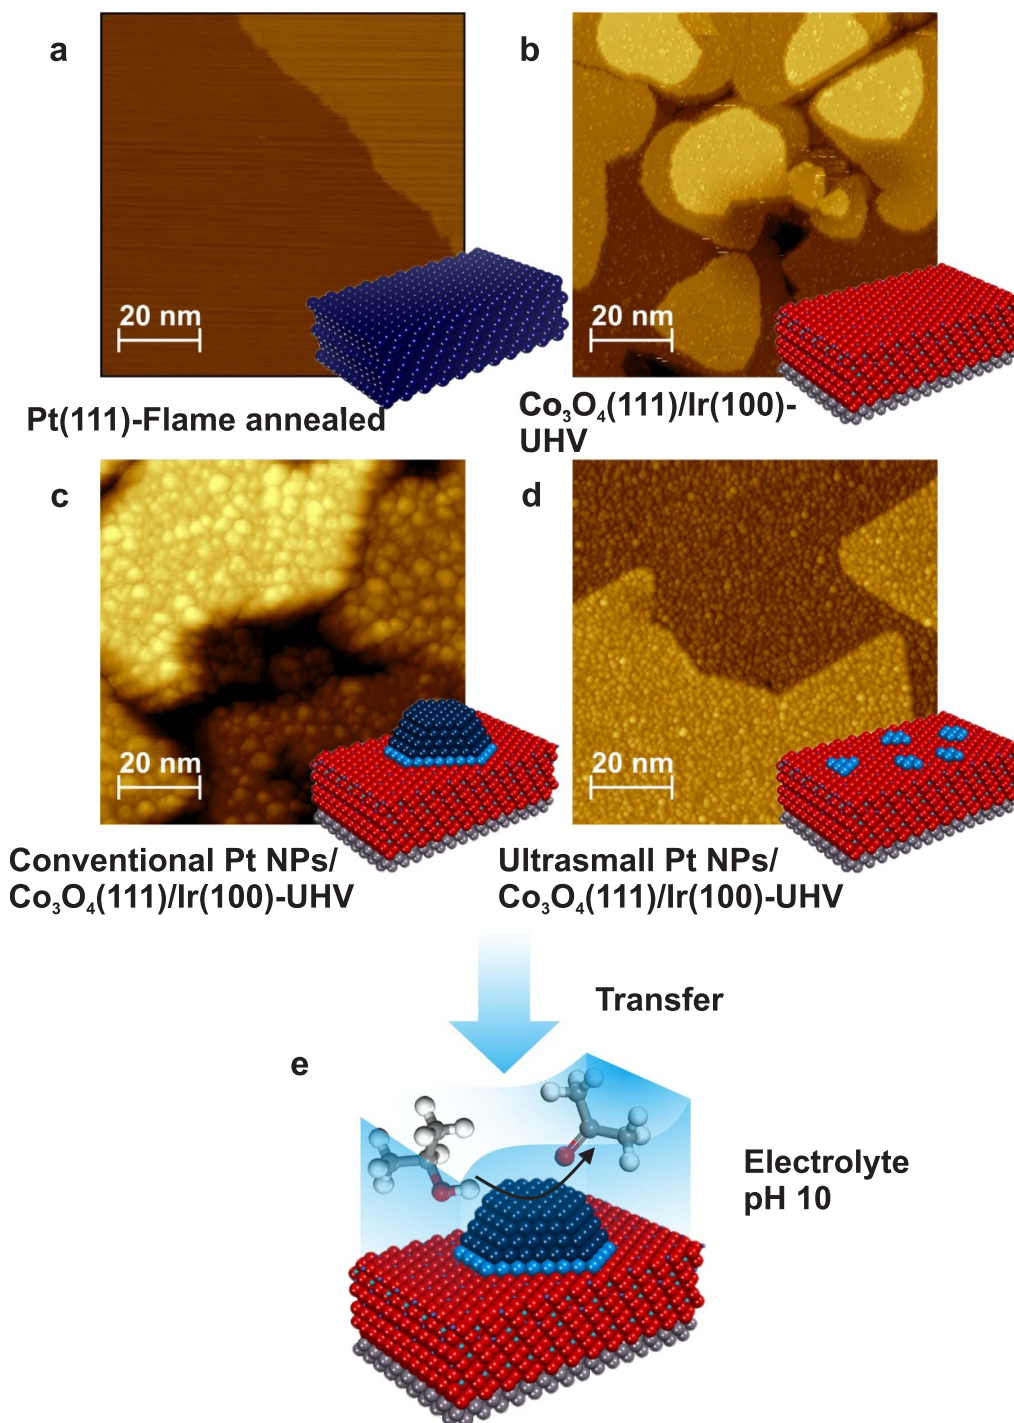 a
b
20 nm
20 nm
Pt(111)-Flame annealed
Co₃O₄(111)/Ir(100)-
UHV
c
d
20 nm
20 nm
Conventional Pt NPs/
Co₃O₄(111)/Ir(100)-UHV
Ultrasmall Pt NPs/
Co₃O₄(111)/Ir(100)-UHV
Transfer
e
Electrolyte
pH 10